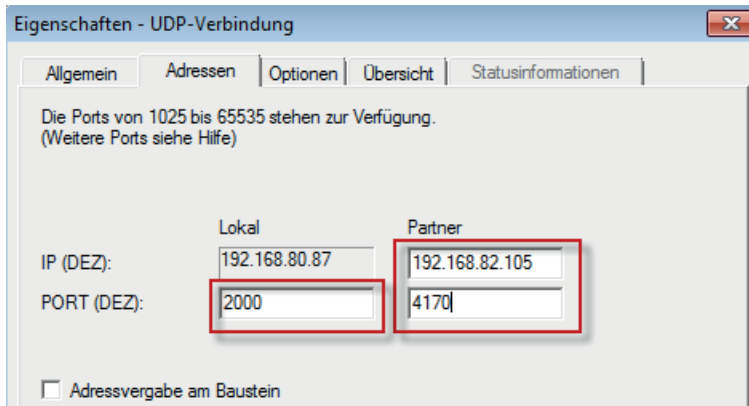 Eigenschaften - UDP-Verbindung
Allgemein Adressen Optionen Übersicht Statusinformationen
Die Ports von 1025 bis 65535 stehen zur Verfügung.
(Weitere Ports siehe Hilfe)
Lokal Partner
IP (DEZ): 192.168.80.87 192.168.82.105
PORT (DEZ): 2000 4170
Adressvergabe am Baustein